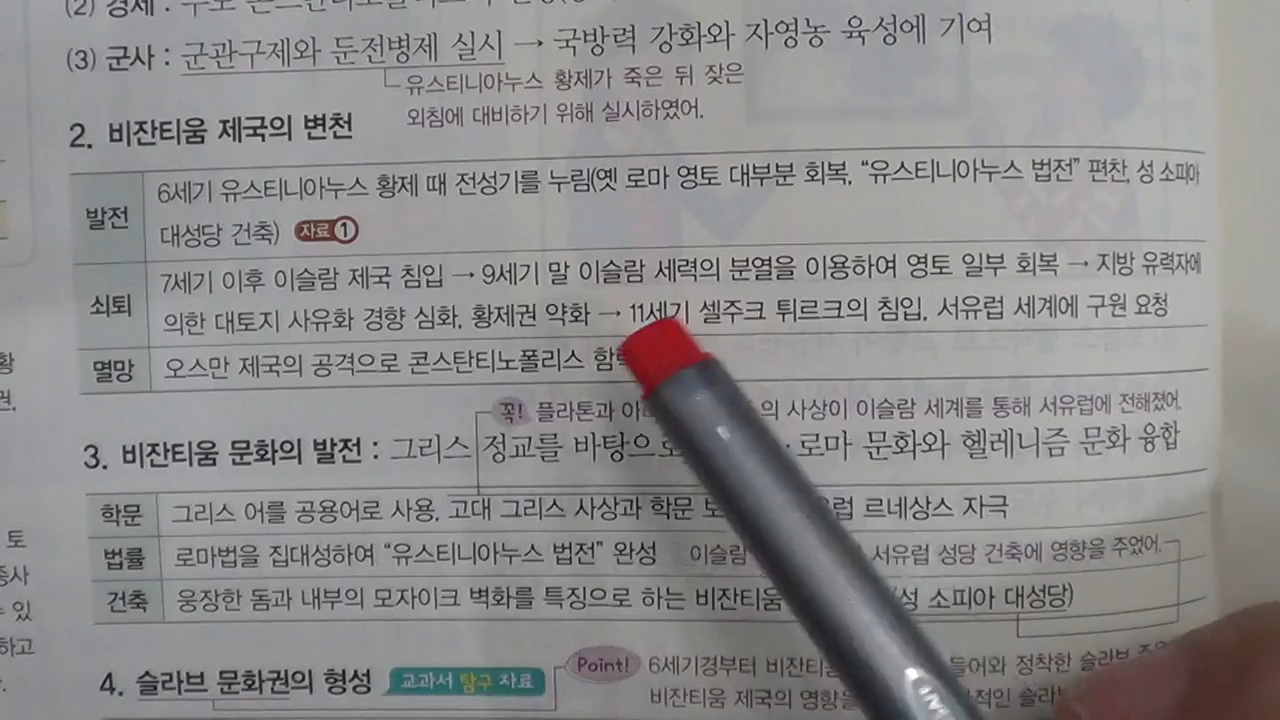 (2) 경제 : 수도
(3) 군사 : 군관구제와 둔전병제 실시 → 국방력 강화와 자영농 육성에 기여
유스티니아누스 황제가 죽은 뒤 잦은
외침에 대비하기 위해 실시하였어.
2. 비잔티움 제국의 변천
발전 6세기 유스티니아누스 황제 때 전성기를 누림(옛 로마 영토 대부분 회복, “유스티니아누스 법전” 편찬, 성 소피아
대성당 건축) 자료 1
쇠퇴 7세기 이후 이슬람 제국 침입 → 9세기 말 이슬람 세력의 분열을 이용하여 영토 일부 회복 → 지방 유력자에
의한 대토지 사유화 경향 심화, 황제권 약화 → 11세기 셀주크 튀르크의 침입, 서유럽 세계에 구원 요청
멸망 오스만 제국의 공격으로 콘스탄티노폴리스
꼭! 플라톤과 의 사상이 이슬람 세계를 통해 서유럽에 전해졌어.
3. 비잔티움 문화의 발전 : 그리스 정교를 바탕으로 · 로마 문화와 헬레니즘 문화 융합
학문 그리스 어를 공용어로 사용, 고대 그리스 사상과 학문 르네상스 자극
법률 로마법을 집대성하여 “유스티니아누스 법전” 완성
이슬람 서유럽 성당 건축에 영향을 주었어.
건축 웅장한 돔과 내부의 모자이크 벽화를 특징으로 하는 비잔티움 (성 소피아 대성당)
4. 슬라브 문화권의 형성 교과서 탐구 자료
Point! 6세기경부터 들어와 정착한
비잔티움 제국의 영향을